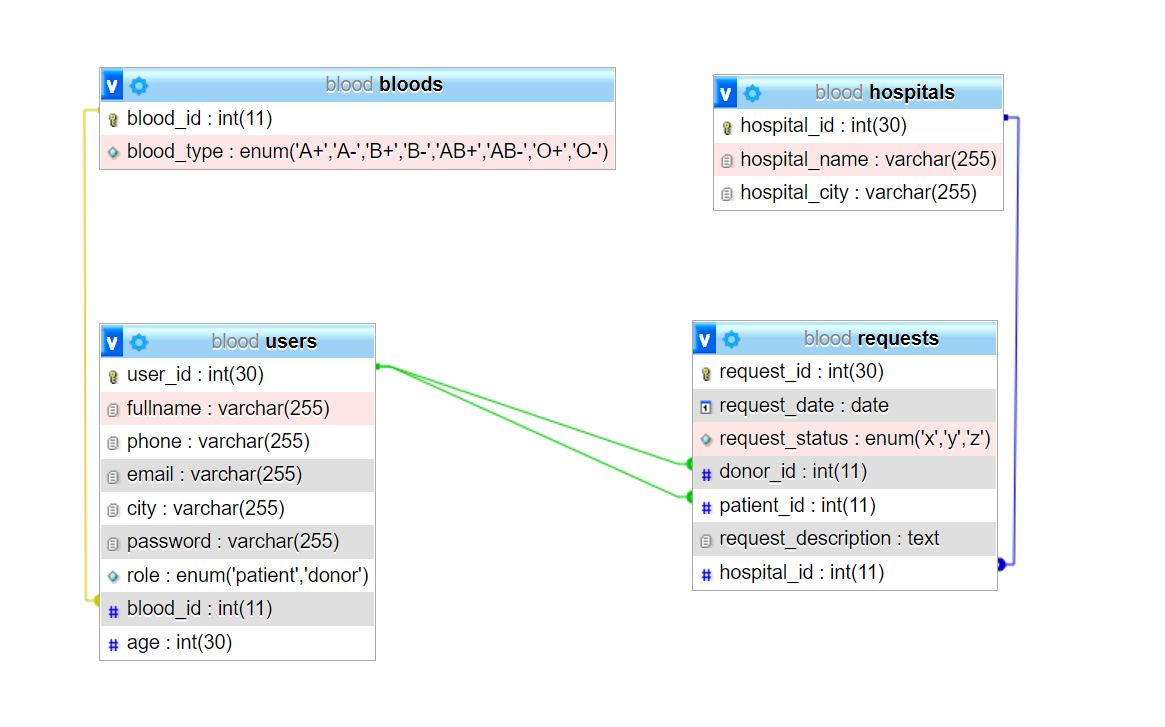 v blood bloods
blood_id : int(11)
blood_type : enum('A+','A-','B+','B-','AB+','AB-','O+','O-')
v blood hospitals
hospital_id : int(30)
hospital_name : varchar(255)
hospital_city : varchar(255)
v blood users
user_id : int(30)
fullname : varchar(255)
phone : varchar(255)
email : varchar(255)
city : varchar(255)
password : varchar(255)
role : enum('patient','donor')
# blood_id : int(11)
# age : int(30)
v blood requests
request_id : int(30)
request_date : date
request_status : enum('x','y','z')
# donor_id : int(11)
# patient_id : int(11)
request_description : text
# hospital_id : int(11)